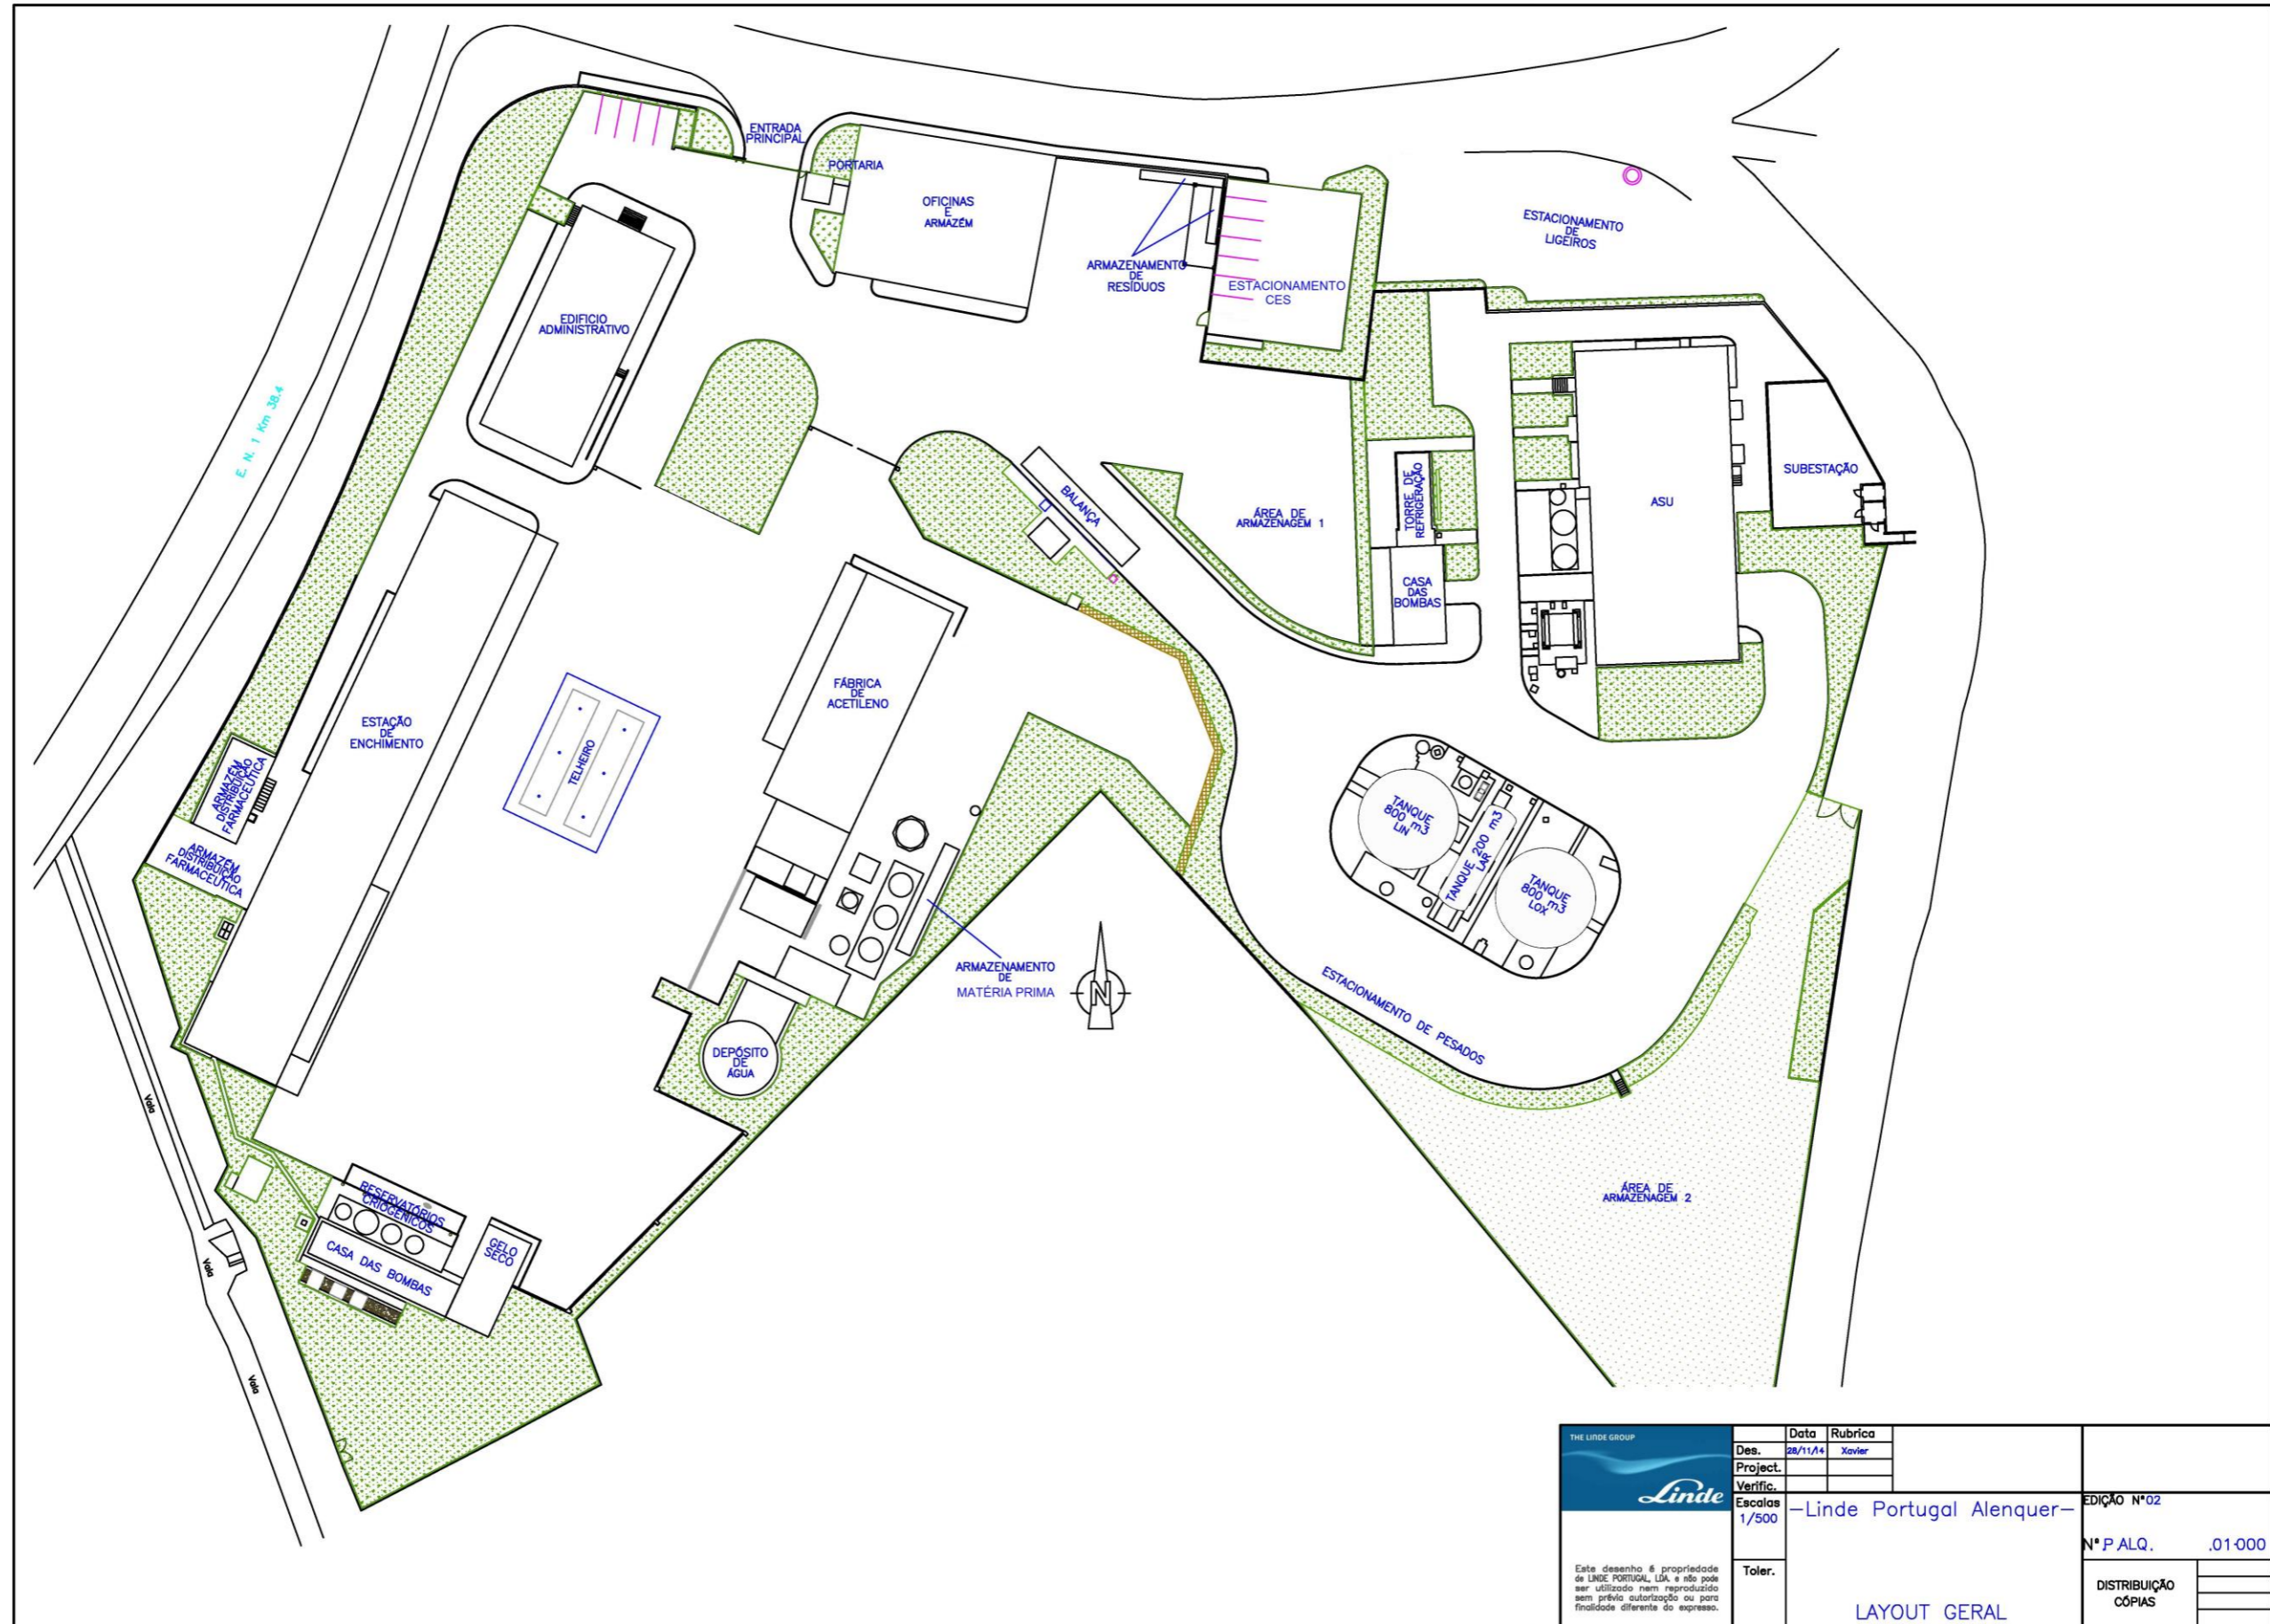 ENTRADA
PRINCIPAL
PORTARIA
OFICINAS
E
ARMAZÉM
ARMAZENAMENTO
DE
RESÍDUOS
ESTACIONAMENTO
CES
ESTACIONAMENTO
DE
LIGEIROS
EDIFICIO
ADMINISTRATIVO
E. N. 1 Km 38.4
BALANÇA
ÁREA DE
ARMAZENAGEM 1
TORRE DE
REFRIGERAÇÃO
ASU
SUBESTAÇÃO
CASA
DAS
BOMBAS
FÁBRICA
DE
ACETILENO
ESTAÇÃO
DE
ENCHIMENTO
TELHEIRO
ARMAZÉM
DISTRIBUIÇÃO
FARMACEUTICA
ARMAZÉM
DISTRIBUIÇÃO
FARMACEUTICA
TANQUE
800 m3
LIN
TANQUE 200 m3
LAR
TANQUE
800 m3
LOX
ARMAZENAMENTO
DE
MATÉRIA PRIMA
N
ESTACIONAMENTO DE PESADOS
DEPÓSITO
DE
ÁGUA
Vala
ÁREA DE
ARMAZENAGEM 2
RESERVATÓRIOS
CRIOGÉNICOS
GELO
SECO
CASA DAS BOMBAS
Vala
Vala
THE LINDE GROUP
Linde
Data Rubrica
Des. 28/11/14 Xavier
Project.
Verific.
Escalas
1/500
-Linde Portugal Alenquer-
EDIÇÃO Nº02
Nº P.ALQ. .01-000
Este desenho é propriedade
de LINDE PORTUGAL, LDA. e não pode
ser utilizado nem reproduzido
sem prévia autorização ou para
finalidade diferente do expresso.
Toler.
LAYOUT GERAL
DISTRIBUIÇÃO
CÓPIAS